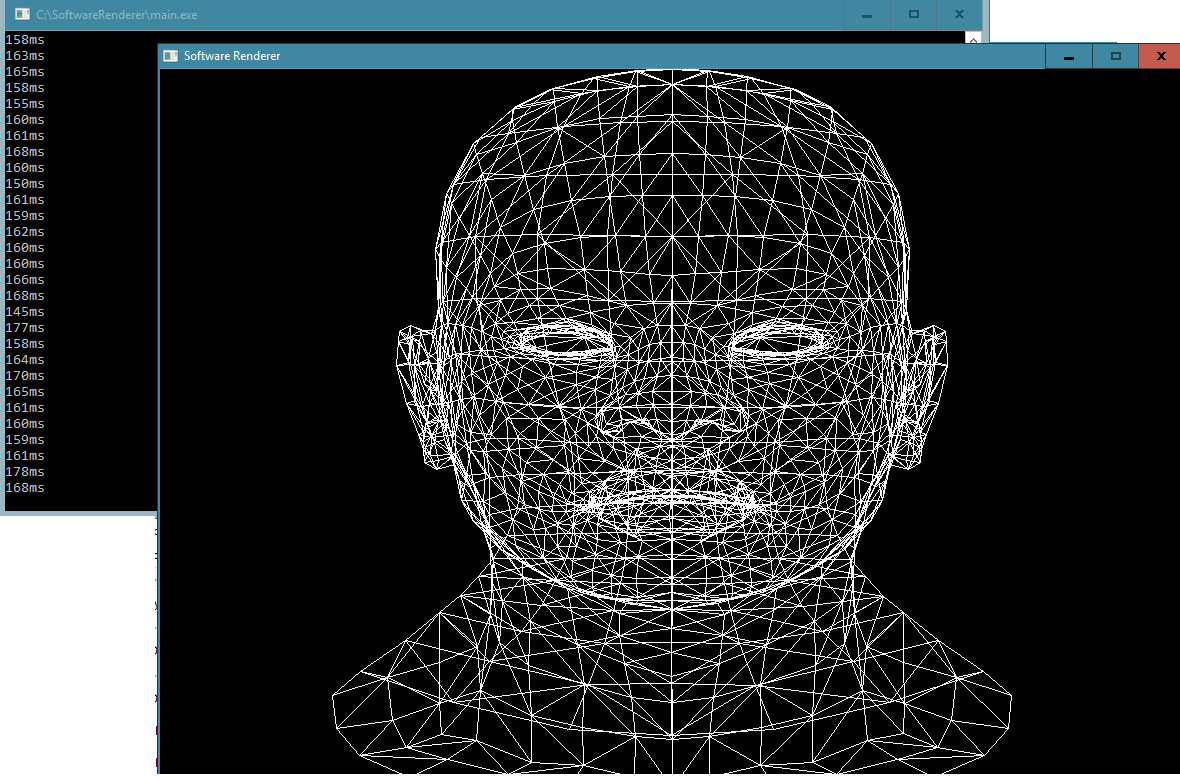 C:\SoftwareRenderer\main.exe
158ms
163ms
165ms
158ms
155ms
160ms
161ms
168ms
160ms
150ms
161ms
159ms
162ms
160ms
160ms
166ms
168ms
145ms
177ms
158ms
164ms
170ms
165ms
161ms
160ms
159ms
161ms
178ms
168ms
Software Renderer